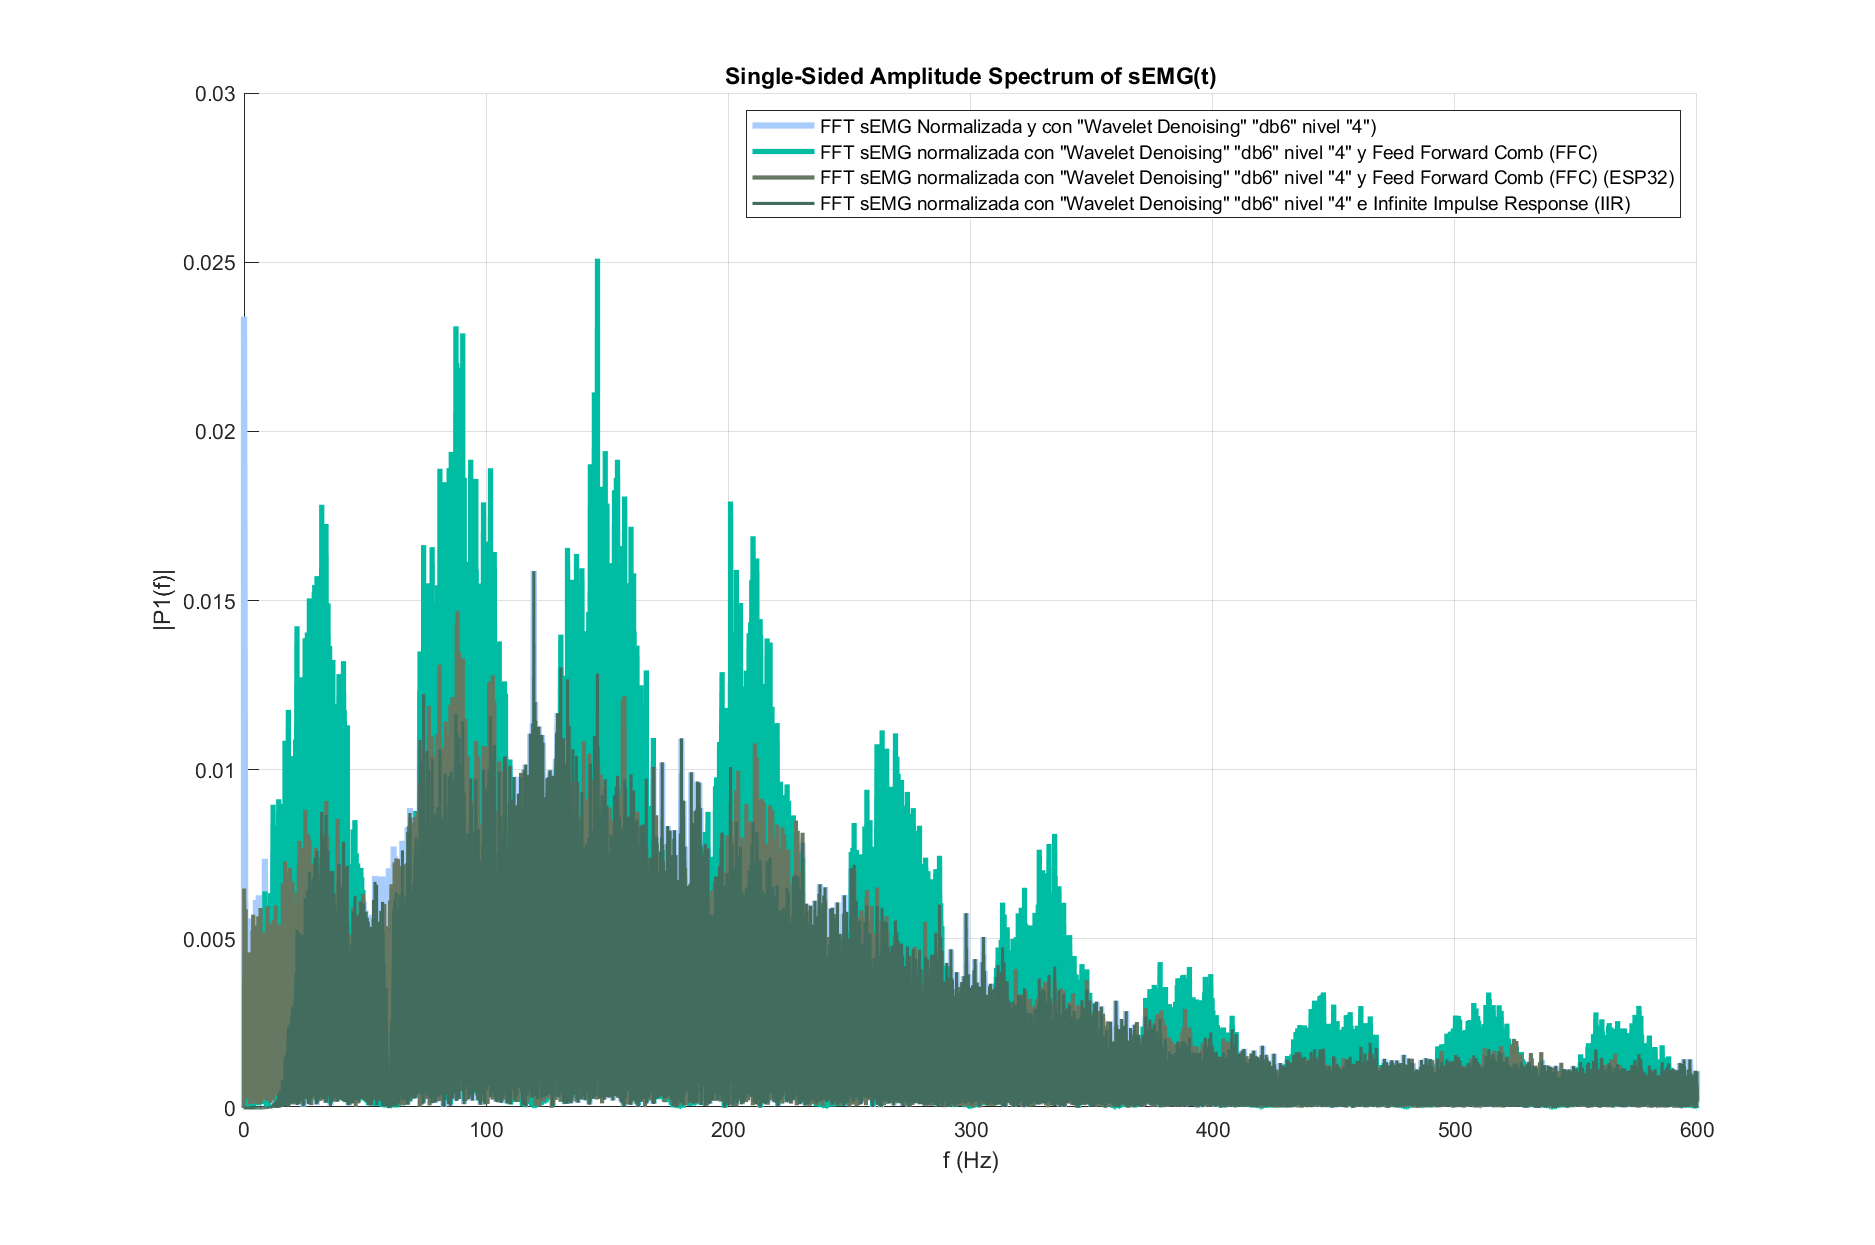 Single-Sided Amplitude Spectrum of sEMG(t)
FFT sEMG Normalizada y con "Wavelet Denoising" "db6" nivel "4")
FFT sEMG normalizada con "Wavelet Denoising" "db6" nivel "4" y Feed Forward Comb (FFC)
FFT sEMG normalizada con "Wavelet Denoising" "db6" nivel "4" y Feed Forward Comb (FFC) (ESP32)
FFT sEMG normalizada con "Wavelet Denoising" "db6" nivel "4" e Infinite Impulse Response (IIR)
|P1(f)|
0.03
0.025
0.02
0.015
0.01
0.005
0
0 100 200 300 400 500 600
f (Hz)